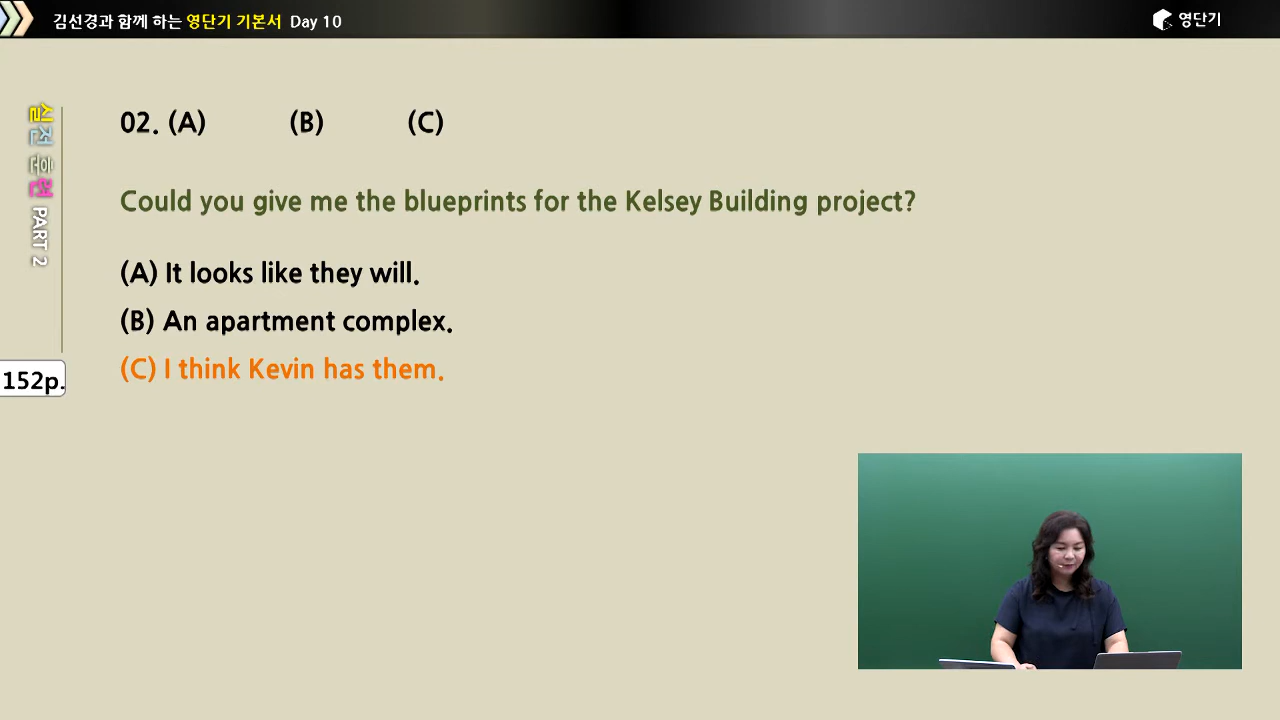 김선경과 함께 하는 영단기 기본서 Day 10
영단기
실전 훈련 PART 2
02. (A) (B) (C)
Could you give me the blueprints for the Kelsey Building project?
(A) It looks like they will.
(B) An apartment complex.
(C) I think Kevin has them.
152p.